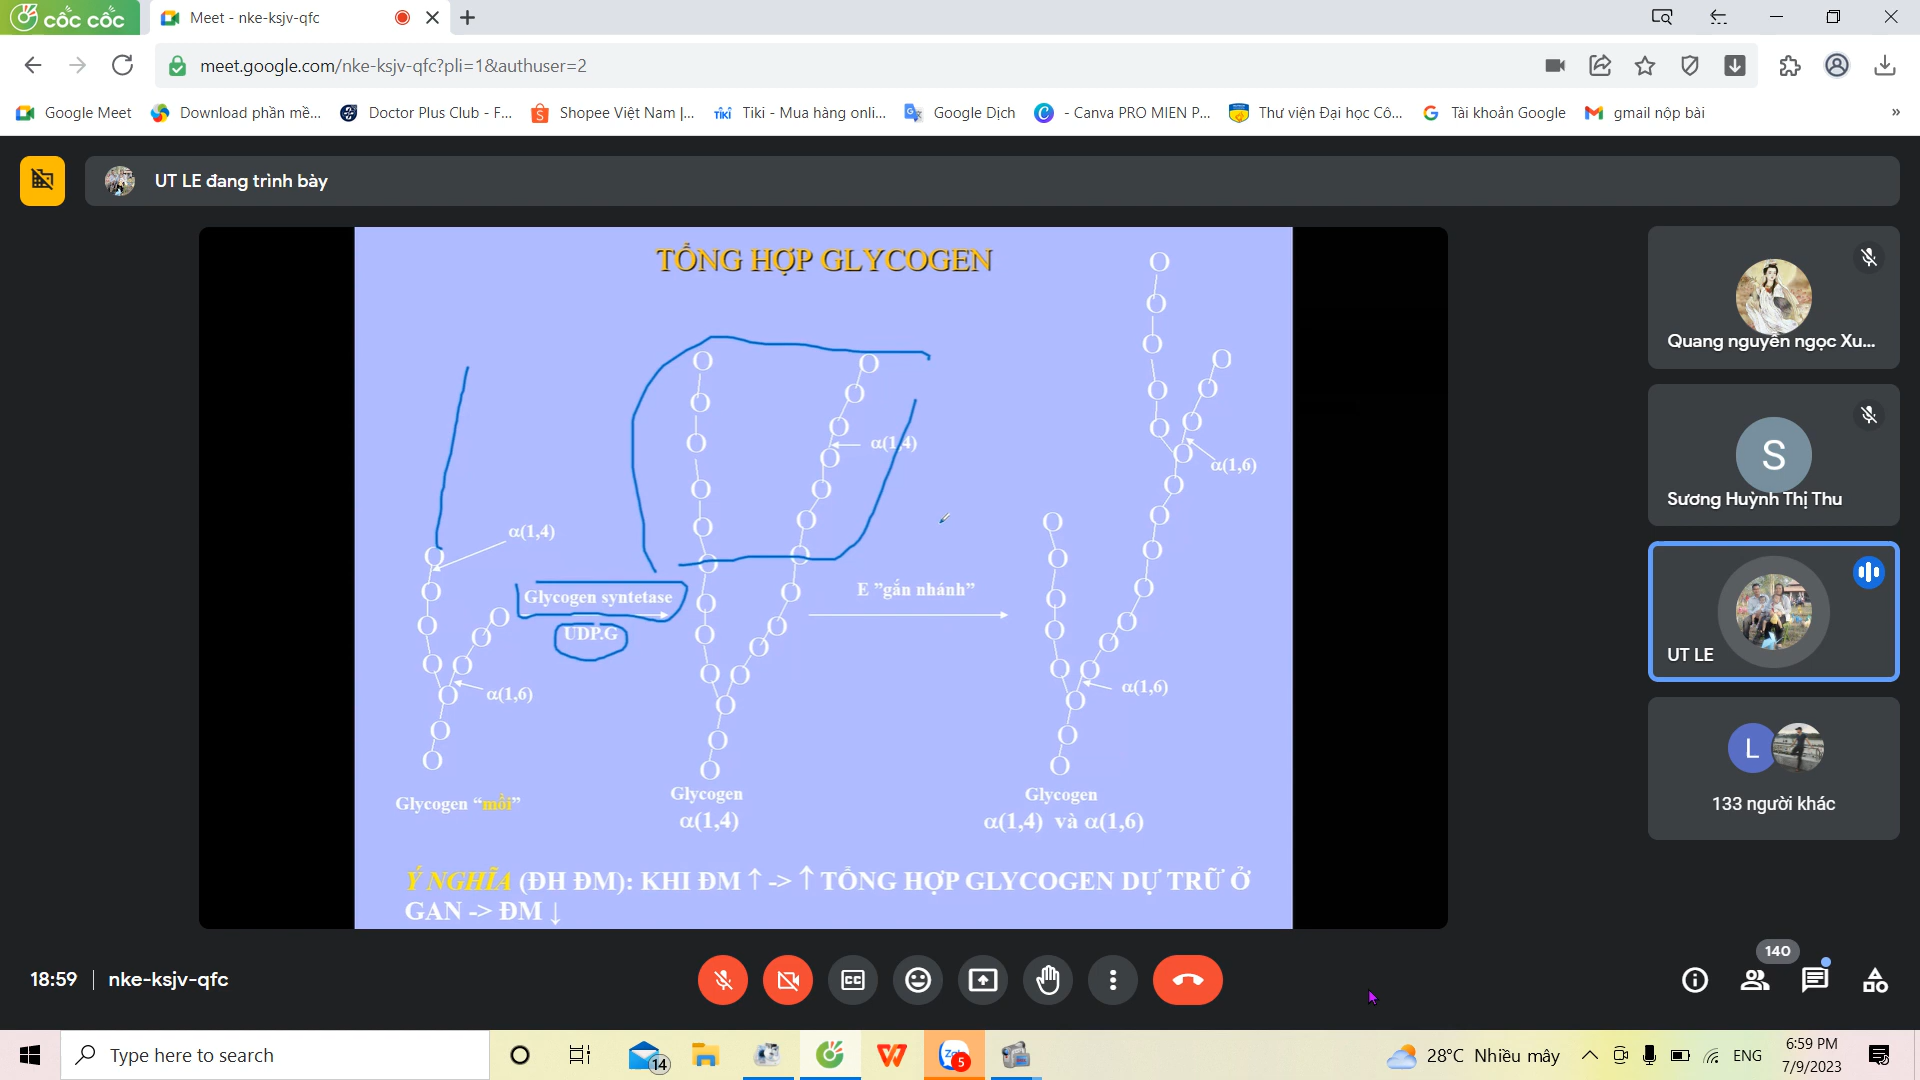 cốc cốc
Meet - nke-ksjv-qfc
meet.google.com/nke-ksjv-qfc?pli=1&authuser=2
Google Meet
Download phần mề...
Doctor Plus Club - F...
Shopee Việt Nam |...
TIKI
Tiki - Mua hàng onli...
Google Dịch
- Canva PRO MIEN P...
Thư viện Đại học Cô...
Tài khoản Google
gmail nộp bài
»
UT LE đang trình bày
TỔNG HỢP GLYCOGEN
α(1,4)
α(1,6)
α(1,4)
Glycogen syntetase
UDP.G
E ”gắn nhánh”
α(1,6)
α(1,6)
Glycogen “mồi”
Glycogen
α(1,4)
Glycogen
α(1,4) và α(1,6)
Ý NGHĨA (ĐH ĐM): KHI ĐM ↑ -> ↑ TỔNG HỢP GLYCOGEN DỰ TRỮ Ở
GAN -> ĐM ↓
Quang nguyễn ngọc Xu...
S
Sương Huỳnh Thị Thu
UT LE
L
133 người khác
18:59
nke-ksjv-qfc
140
Type here to search
14
5
28°C Nhiều mây
ENG
6:59 PM
7/9/2023